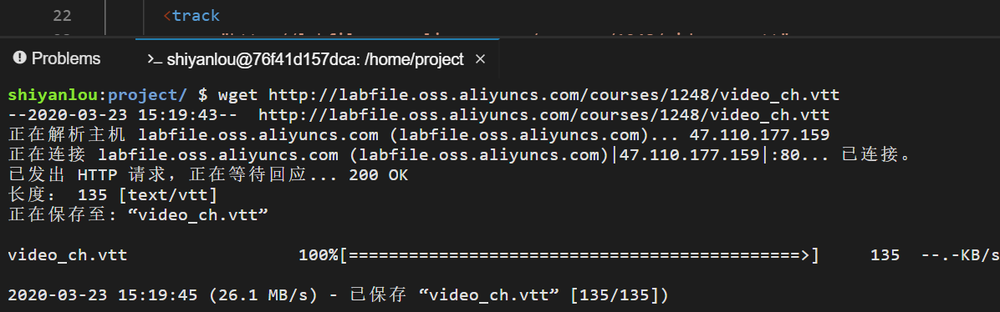 22 <track
Problems
shiyanlou@76f41d157dca: /home/project ×
shiyanlou:project/ $ wget http://labfile.oss.aliyuncs.com/courses/1248/video_ch.vtt
--2020-03-23 15:19:43-- http://labfile.oss.aliyuncs.com/courses/1248/video_ch.vtt
正在解析主机 labfile.oss.aliyuncs.com (labfile.oss.aliyuncs.com)... 47.110.177.159
正在连接 labfile.oss.aliyuncs.com (labfile.oss.aliyuncs.com)|47.110.177.159|:80... 已连接。
已发出 HTTP 请求，正在等待回应... 200 OK
长度： 135 [text/vtt]
正在保存至: “video_ch.vtt”
video_ch.vtt 100%[=============================================>] 135 --.-KB/s
2020-03-23 15:19:45 (26.1 MB/s) - 已保存 “video_ch.vtt” [135/135])